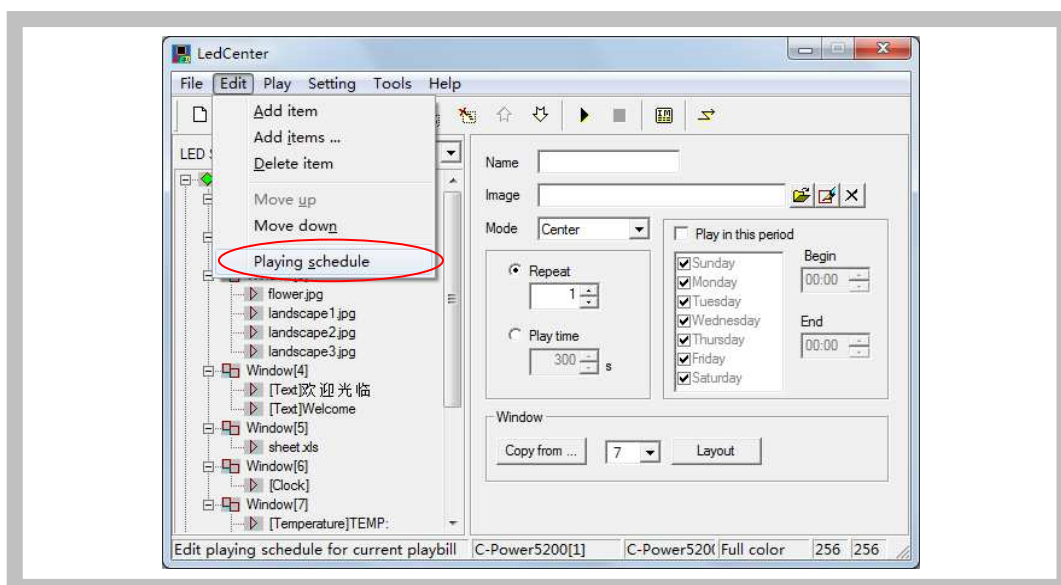 LedCenter
File Edit Play Setting Tools Help
Add item
Add items ...
Delete item
Move up
Move down
Playing schedule
LED
flower.jpg
landscape1.jpg
landscape2.jpg
landscape3.jpg
Window[4]
[Text]欢迎光临
[Text]Welcome
Window[5]
sheet.xls
Window[6]
[Clock]
Window[7]
[Temperature]TEMP:
Name
Image
Mode Center
Repeat
1
Play time
300 s
Play in this period
Sunday
Monday
Tuesday
Wednesday
Thursday
Friday
Saturday
Begin
00:00
End
00:00
Window
Copy from ... 7 Layout
Edit playing schedule for current playbill C-Power5200[1] C-Power520( Full color 256 256